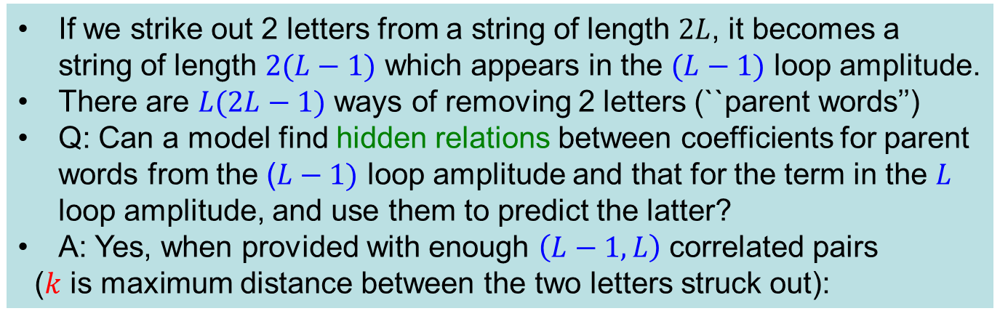 • If we strike out 2 letters from a string of length 2𝐿, it becomes a
string of length 2(𝐿 − 1) which appears in the (𝐿 − 1) loop amplitude.
• There are 𝐿(2𝐿 − 1) ways of removing 2 letters (``parent words”)
• Q: Can a model find hidden relations between coefficients for parent
words from the (𝐿 − 1) loop amplitude and that for the term in the 𝐿
loop amplitude, and use them to predict the latter?
• A: Yes, when provided with enough (𝐿 − 1, 𝐿) correlated pairs
(𝑘 is maximum distance between the two letters struck out):